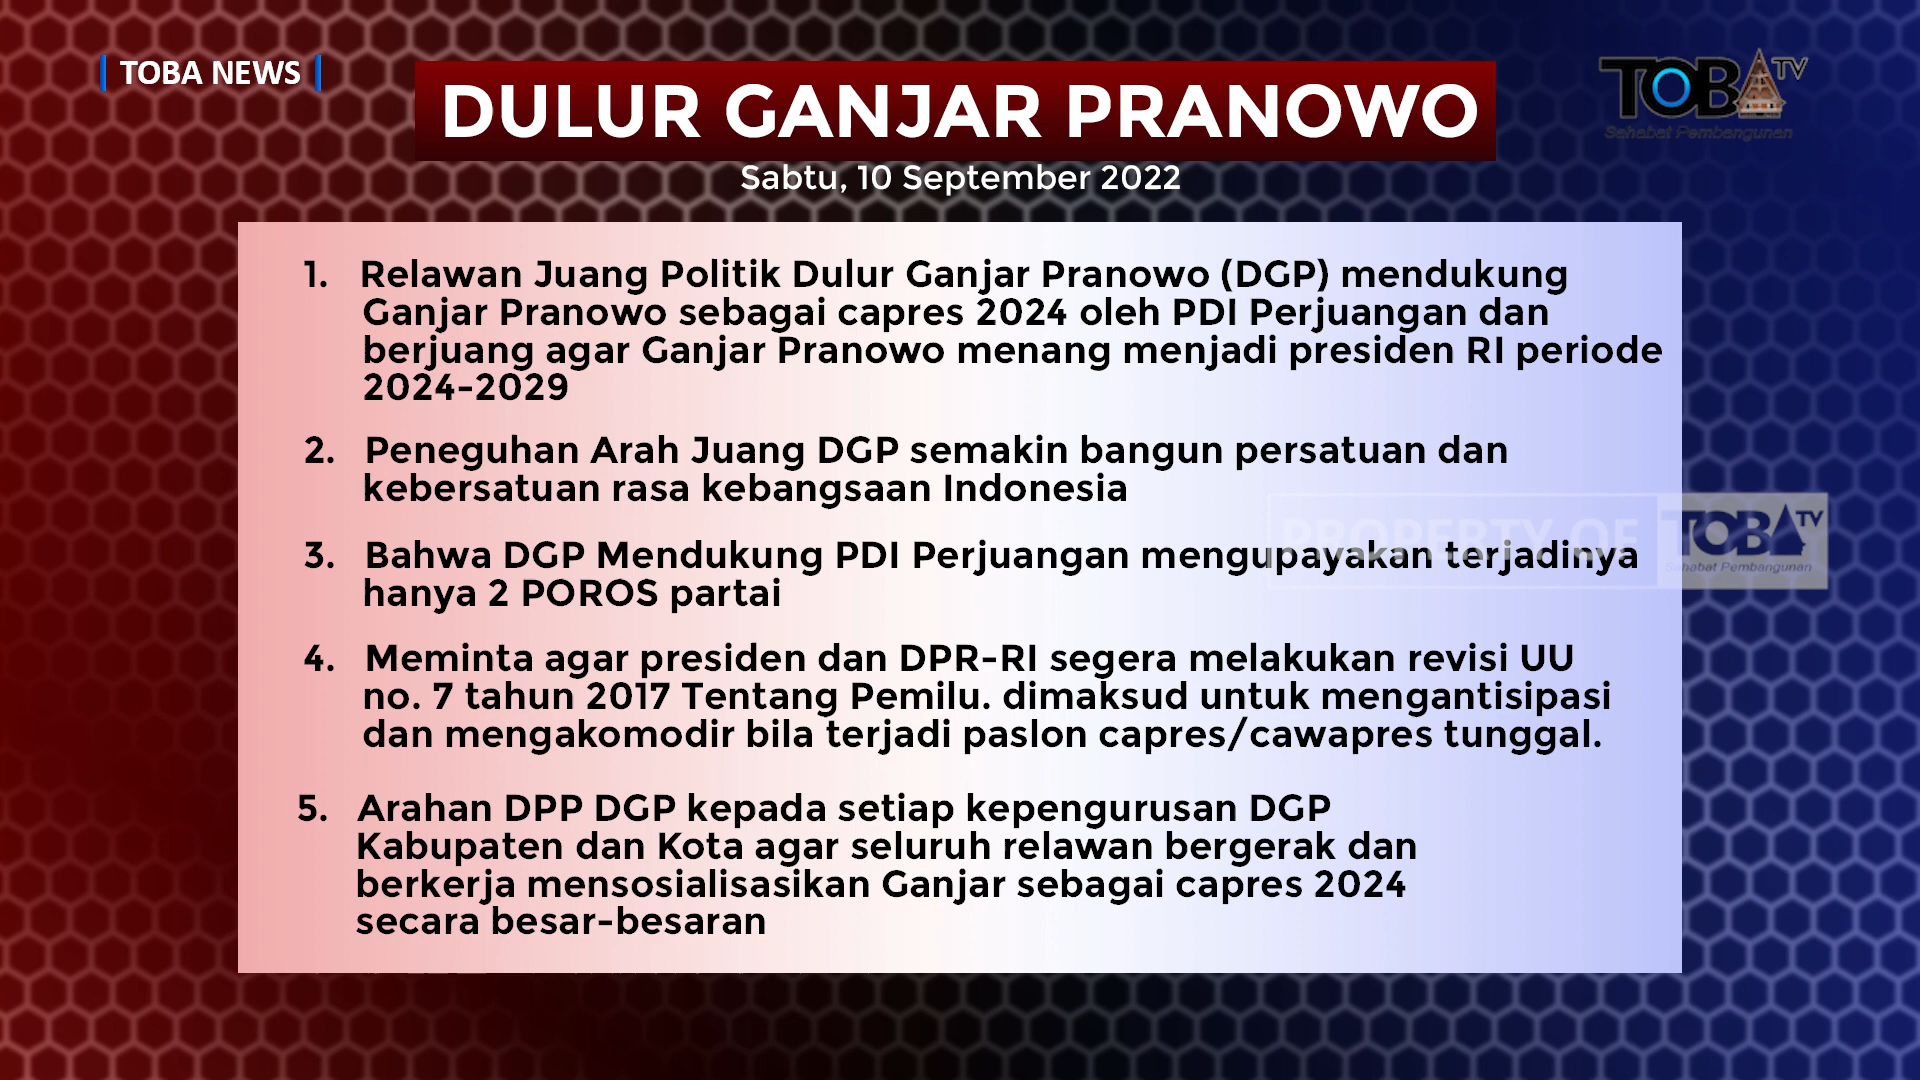 TOBA NEWS
TOBA TV
Sahabat Pembangunan
DULUR GANJAR PRANOWO
Sabtu, 10 September 2022
1. Relawan Juang Politik Dulur Ganjar Pranowo (DGP) mendukung
Ganjar Pranowo sebagai capres 2024 oleh PDI Perjuangan dan
berjuang agar Ganjar Pranowo menang menjadi presiden RI periode
2024-2029
2. Peneguhan Arah Juang DGP semakin bangun persatuan dan
kebersatuan rasa kebangsaan Indonesia
PROPERTY OF TOBA TV
Sahabat Pembangunan
3. Bahwa DGP Mendukung PDI Perjuangan mengupayakan terjadinya
hanya 2 POROS partai
4. Meminta agar presiden dan DPR-RI segera melakukan revisi UU
no. 7 tahun 2017 Tentang Pemilu. dimaksud untuk mengantisipasi
dan mengakomodir bila terjadi paslon capres/cawapres tunggal.
5. Arahan DPP DGP kepada setiap kepengurusan DGP
Kabupaten dan Kota agar seluruh relawan bergerak dan
berkerja mensosialisasikan Ganjar sebagai capres 2024
secara besar-besaran